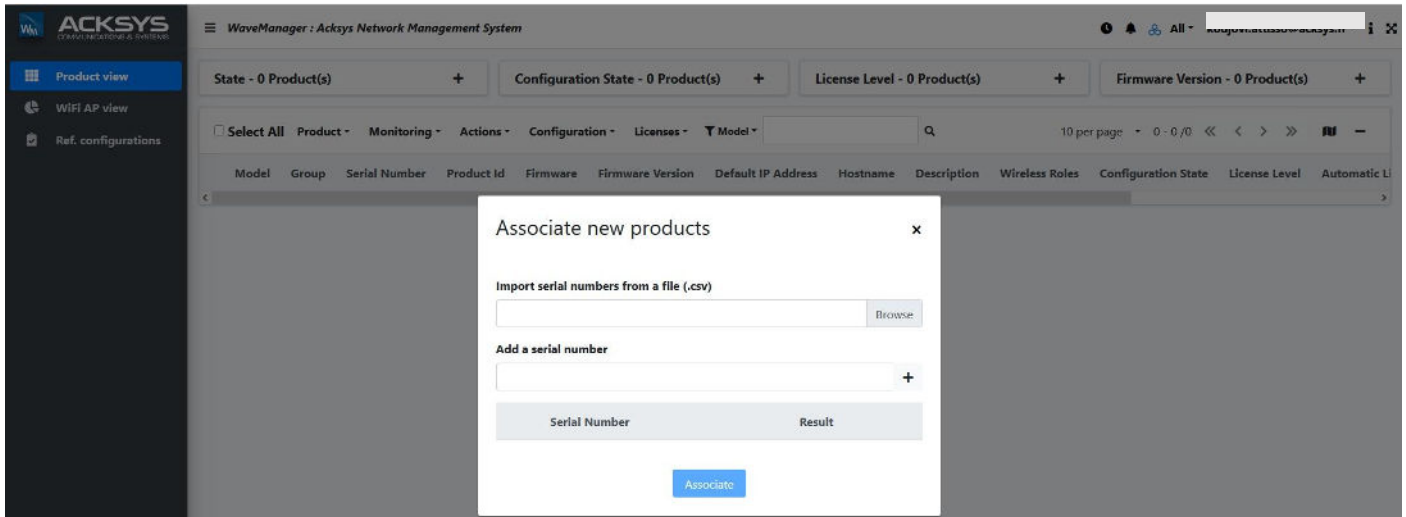 Wm ACKSYS
COMMUNICATIONS & SYSTEMS
WaveManager : Acksys Network Management System
All
Product view
WiFi AP view
Ref. configurations
State - 0 Product(s) +
Configuration State - 0 Product(s) +
License Level - 0 Product(s) +
Firmware Version - 0 Product(s) +
Select All Product Monitoring Actions Configuration Licenses Model
10 per page 0 - 0 /0 « < > »
Model Group Serial Number Product Id Firmware Firmware Version Default IP Address Hostname Description Wireless Roles Configuration State License Level Automatic Li
Associate new products ×
Import serial numbers from a file (.csv)
Browse
Add a serial number
+
Serial Number Result
Associate